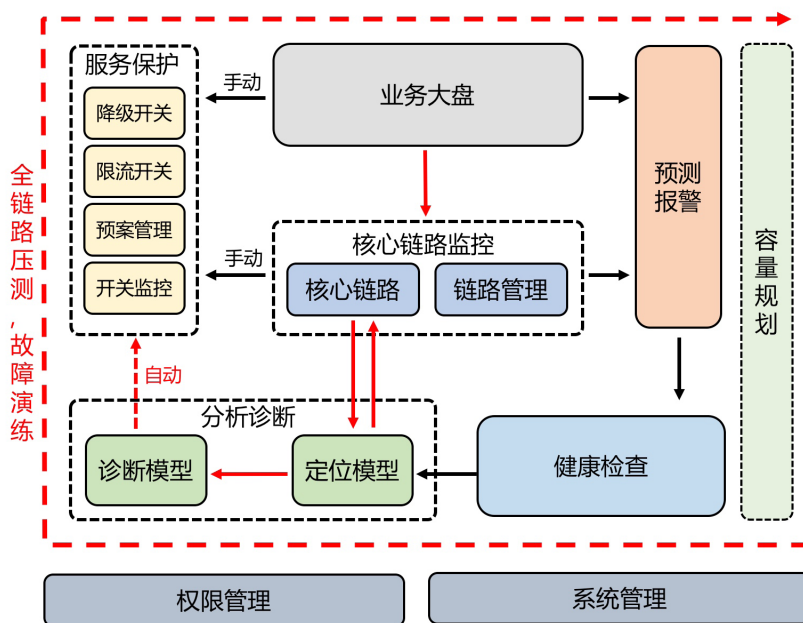 服务保护
降级开关
限流开关
预案管理
开关监控
手动
业务大盘
预测
报警
容量规划
全链路压测,故障演练
手动
核心链路监控
核心链路
链路管理
自动
分析诊断
诊断模型
定位模型
健康检查
权限管理
系统管理